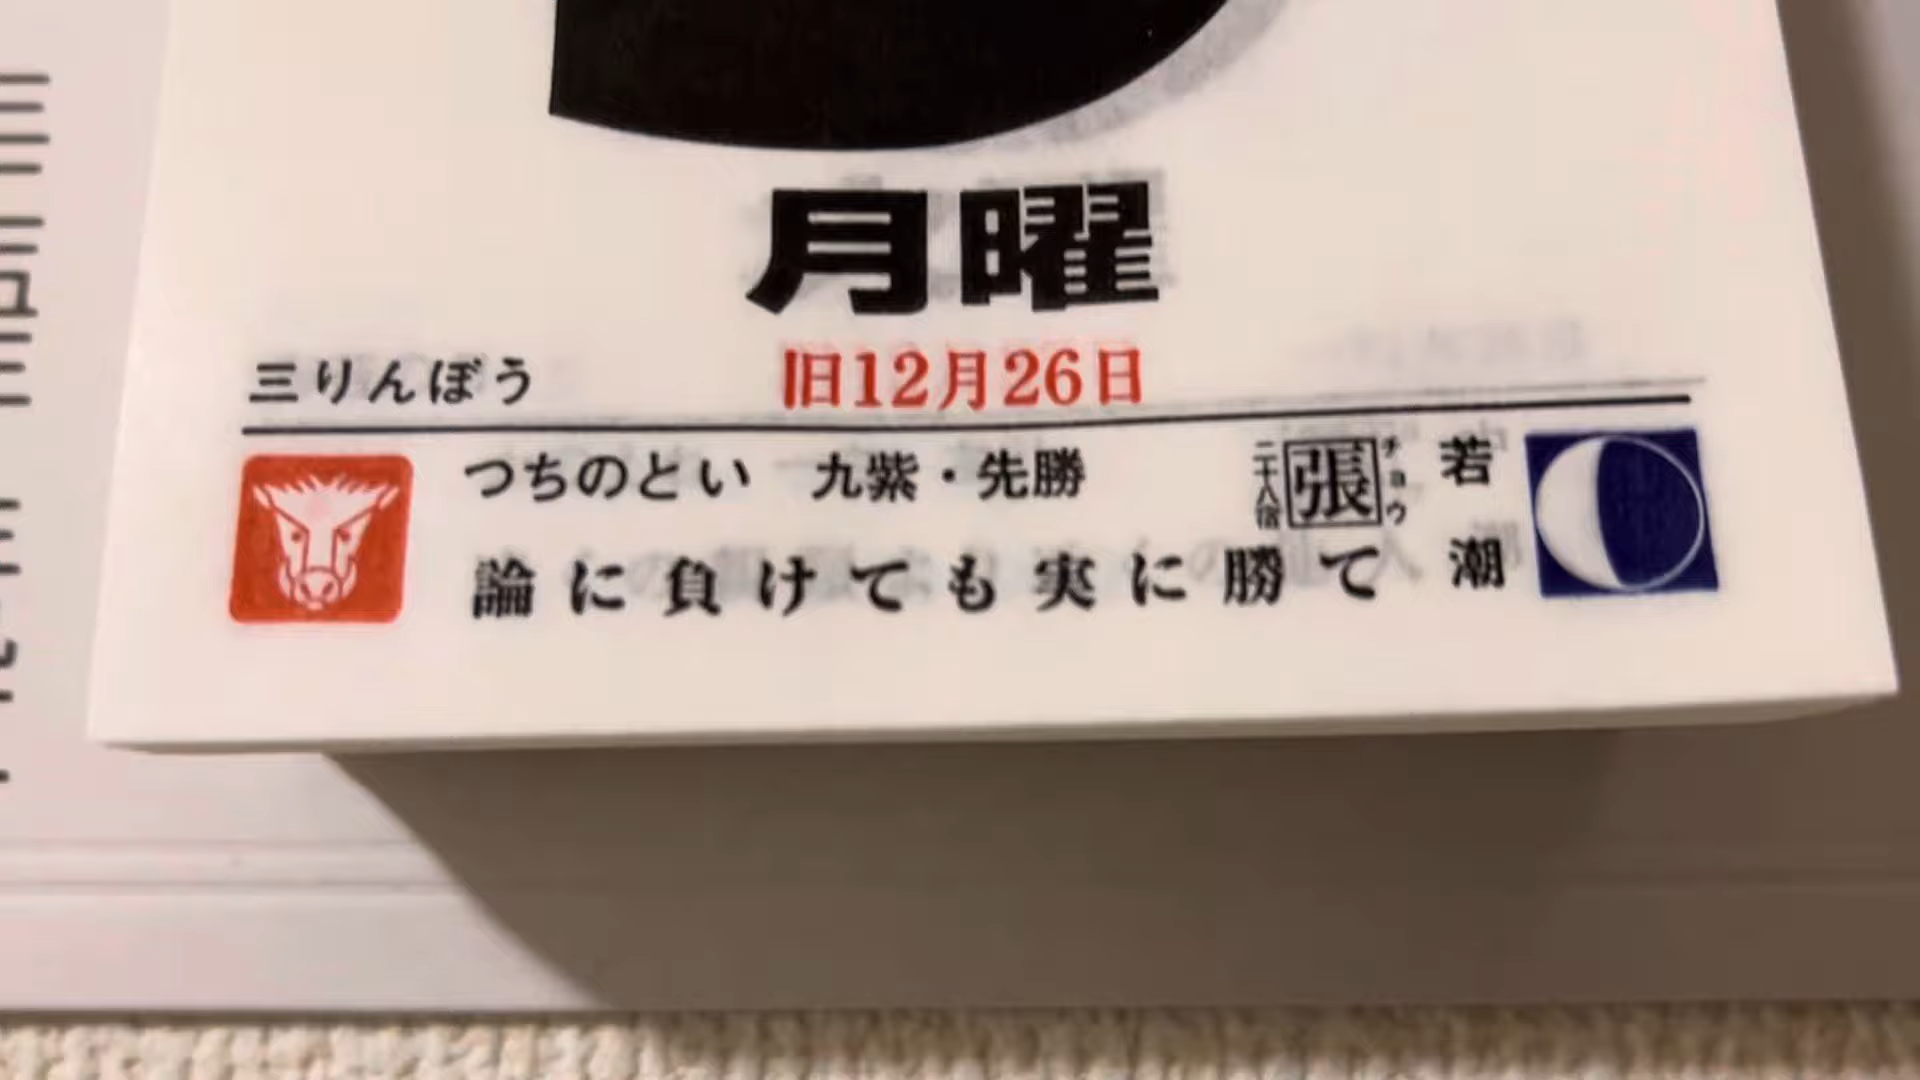 月曜
三りんぼう 旧12月26日
つちのとい 九紫・先勝 二十八宿 張 チョウ 若潮
論に負けても実に勝て